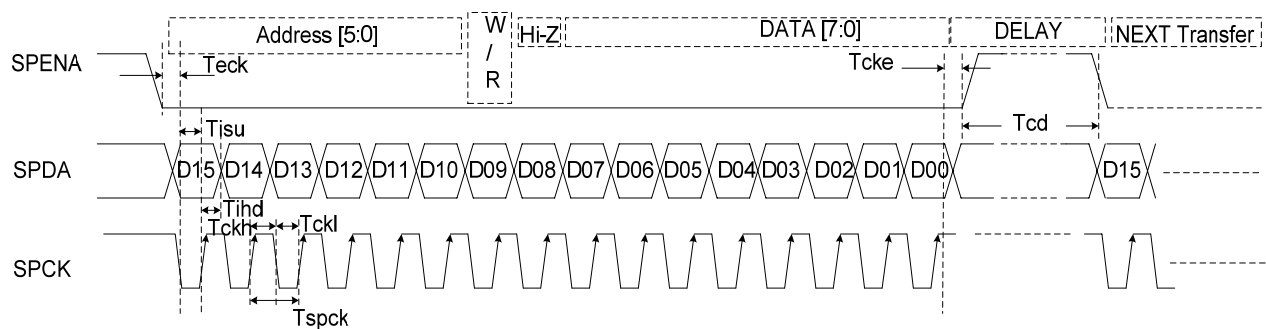 Address [5:0]
W
/
R
Hi-Z
DATA [7:0]
DELAY
NEXT Transfer
SPENA
Teck
Tcke
Tcd
Tisu
SPDA
D15
D14
D13
D12
D11
D10
D09
D08
D07
D06
D05
D04
D03
D02
D01
D00
D15
Tihd
Tckh
Tckl
SPCK
Tspck